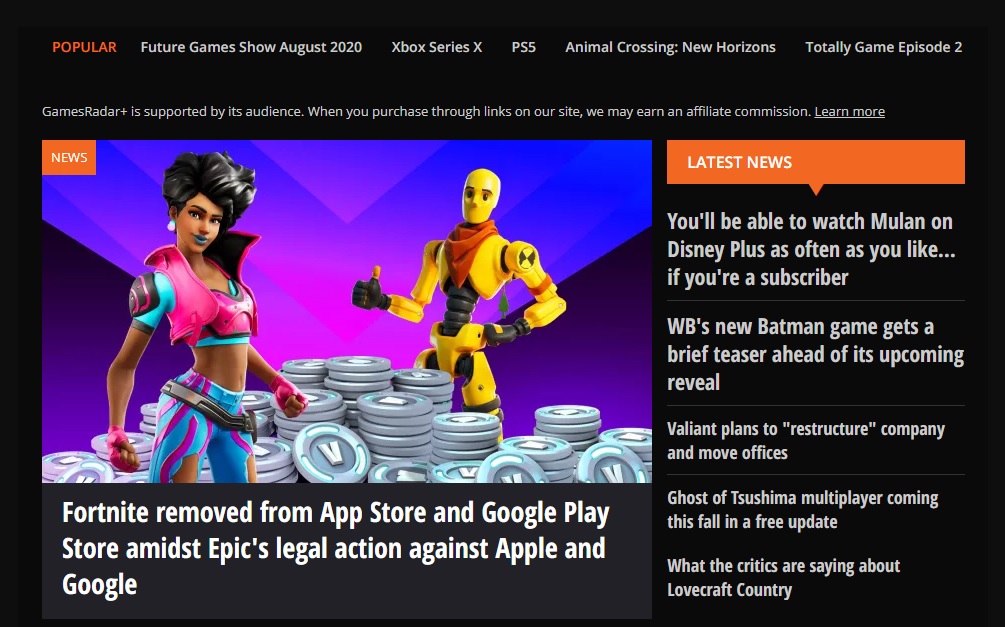 POPULAR Future Games Show August 2020 Xbox Series X PS5 Animal Crossing: New Horizons Totally Game Episode 2
GamesRadar+ is supported by its audience. When you purchase through links on our site, we may earn an affiliate commission. Learn more
NEWS
Fortnite removed from App Store and Google Play
Store amidst Epic's legal action against Apple and
Google
LATEST NEWS
You'll be able to watch Mulan on
Disney Plus as often as you like...
if you're a subscriber
WB's new Batman game gets a
brief teaser ahead of its upcoming
reveal
Valiant plans to "restructure" company
and move offices
Ghost of Tsushima multiplayer coming
this fall in a free update
What the critics are saying about
Lovecraft Country